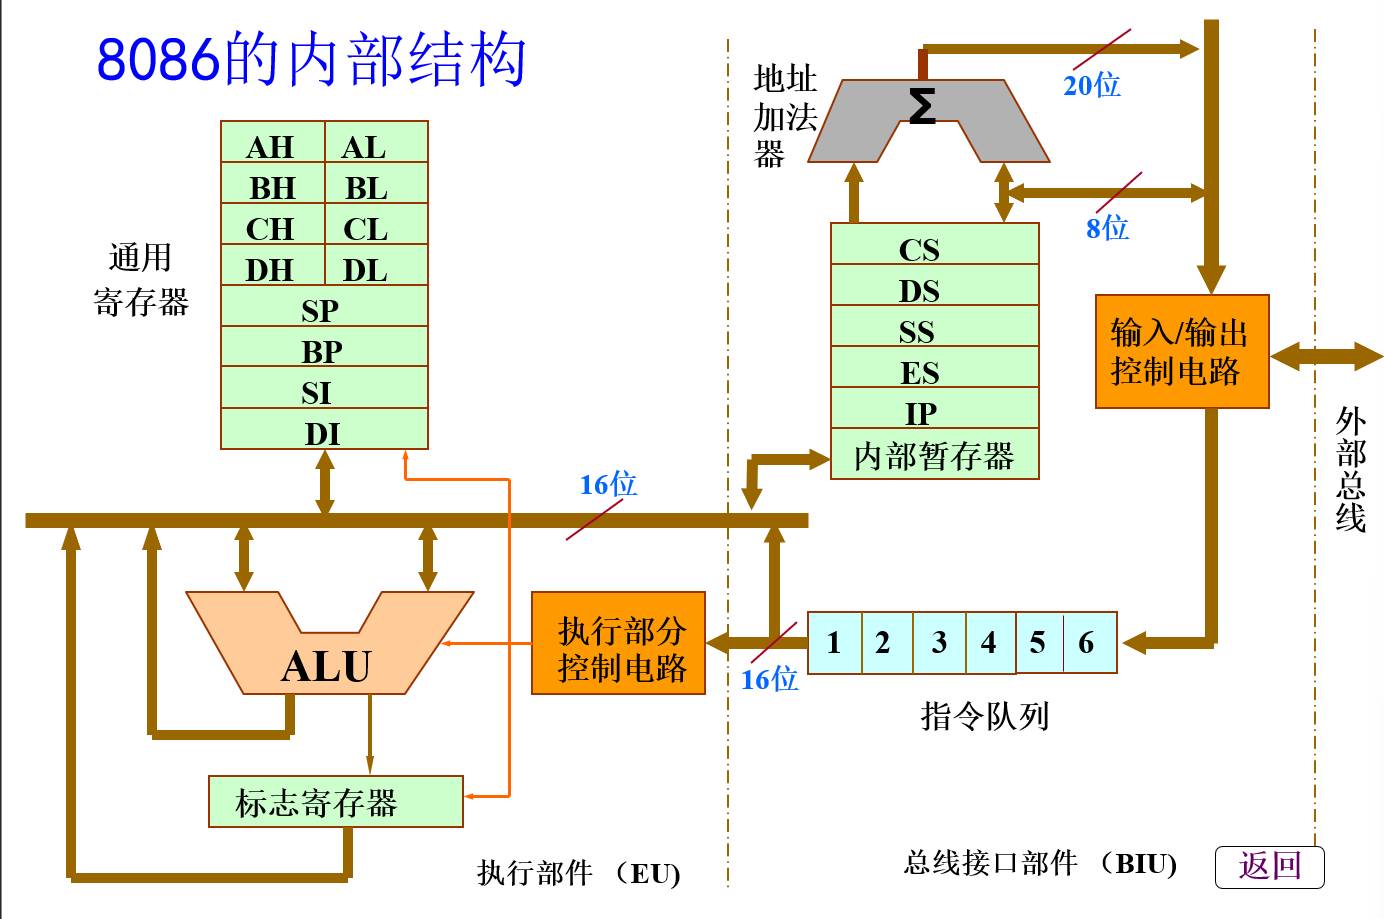 8086的内部结构
AH AL
BH BL
CH CL
DH DL
SP
BP
SI
DI
通用
寄存器
16位
ALU
标志寄存器
执行部分
控制电路
执行部件 （EU)
地址
加法
器
Σ
20位
8位
CS
DS
SS
ES
IP
内部暂存器
输入/输出
控制电路
外
部
总
线
16位
1 2 3 4 5 6
指令队列
总线接口部件 （BIU)
返回